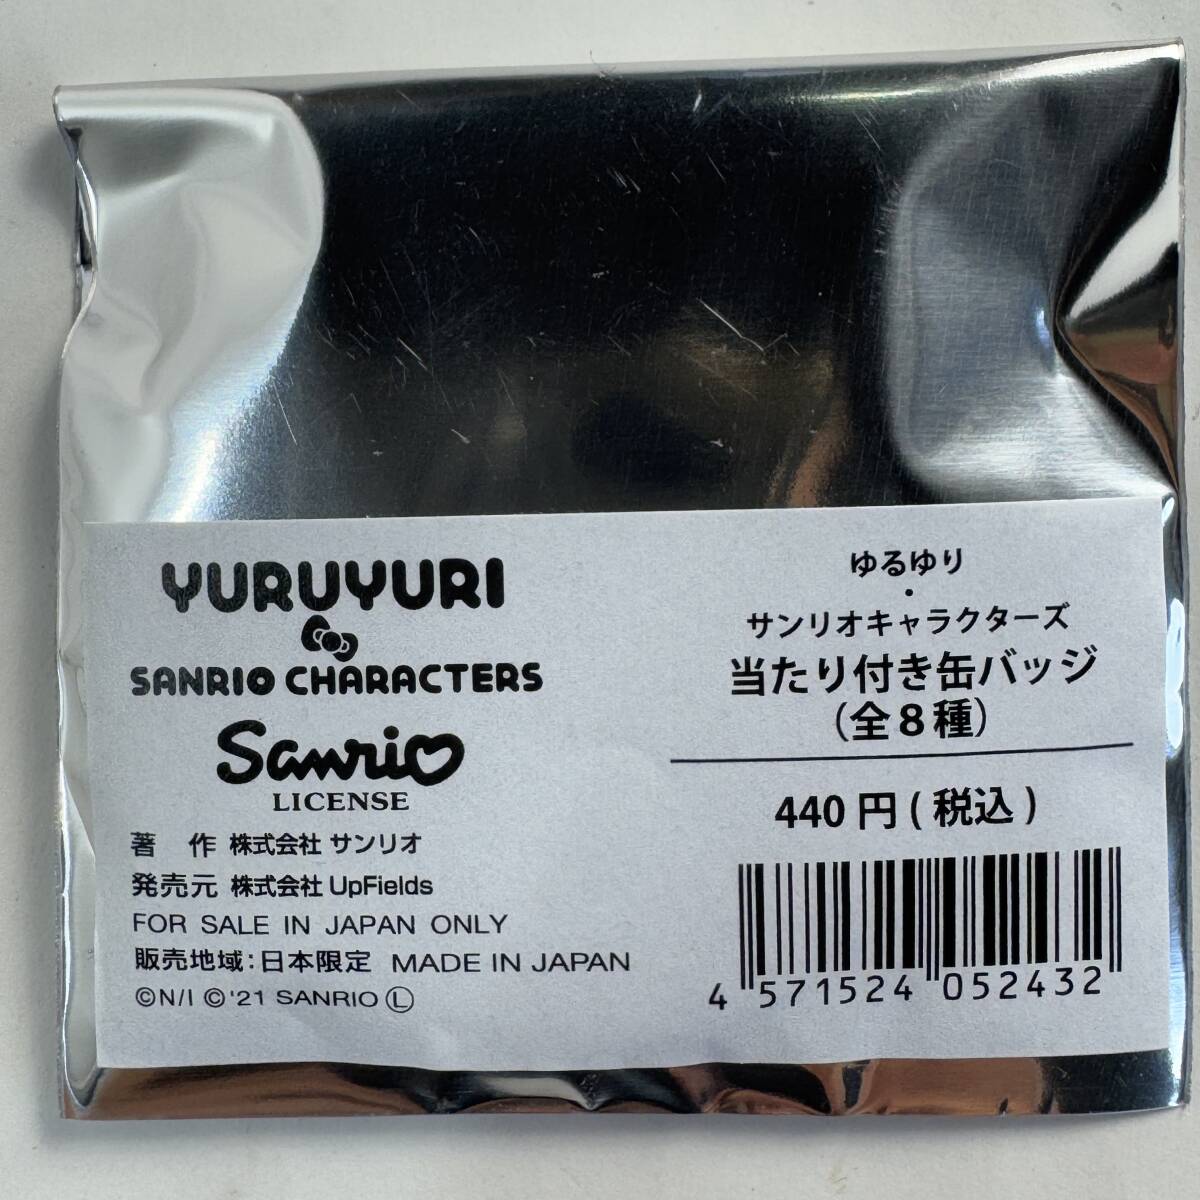 YURUYURI
SANRIO CHARACTERS
Sanrio
LICENSE
著 作 株式会社 サンリオ
発売元 株式会社 UpFields
FOR SALE IN JAPAN ONLY
販売地域:日本限定 MADE IN JAPAN
©N/I ©'21 SANRIO Ⓛ
ゆるゆり
・
サンリオキャラクターズ
当たり付き缶バッジ
(全8種)
440円(税込)
4 571524 052432